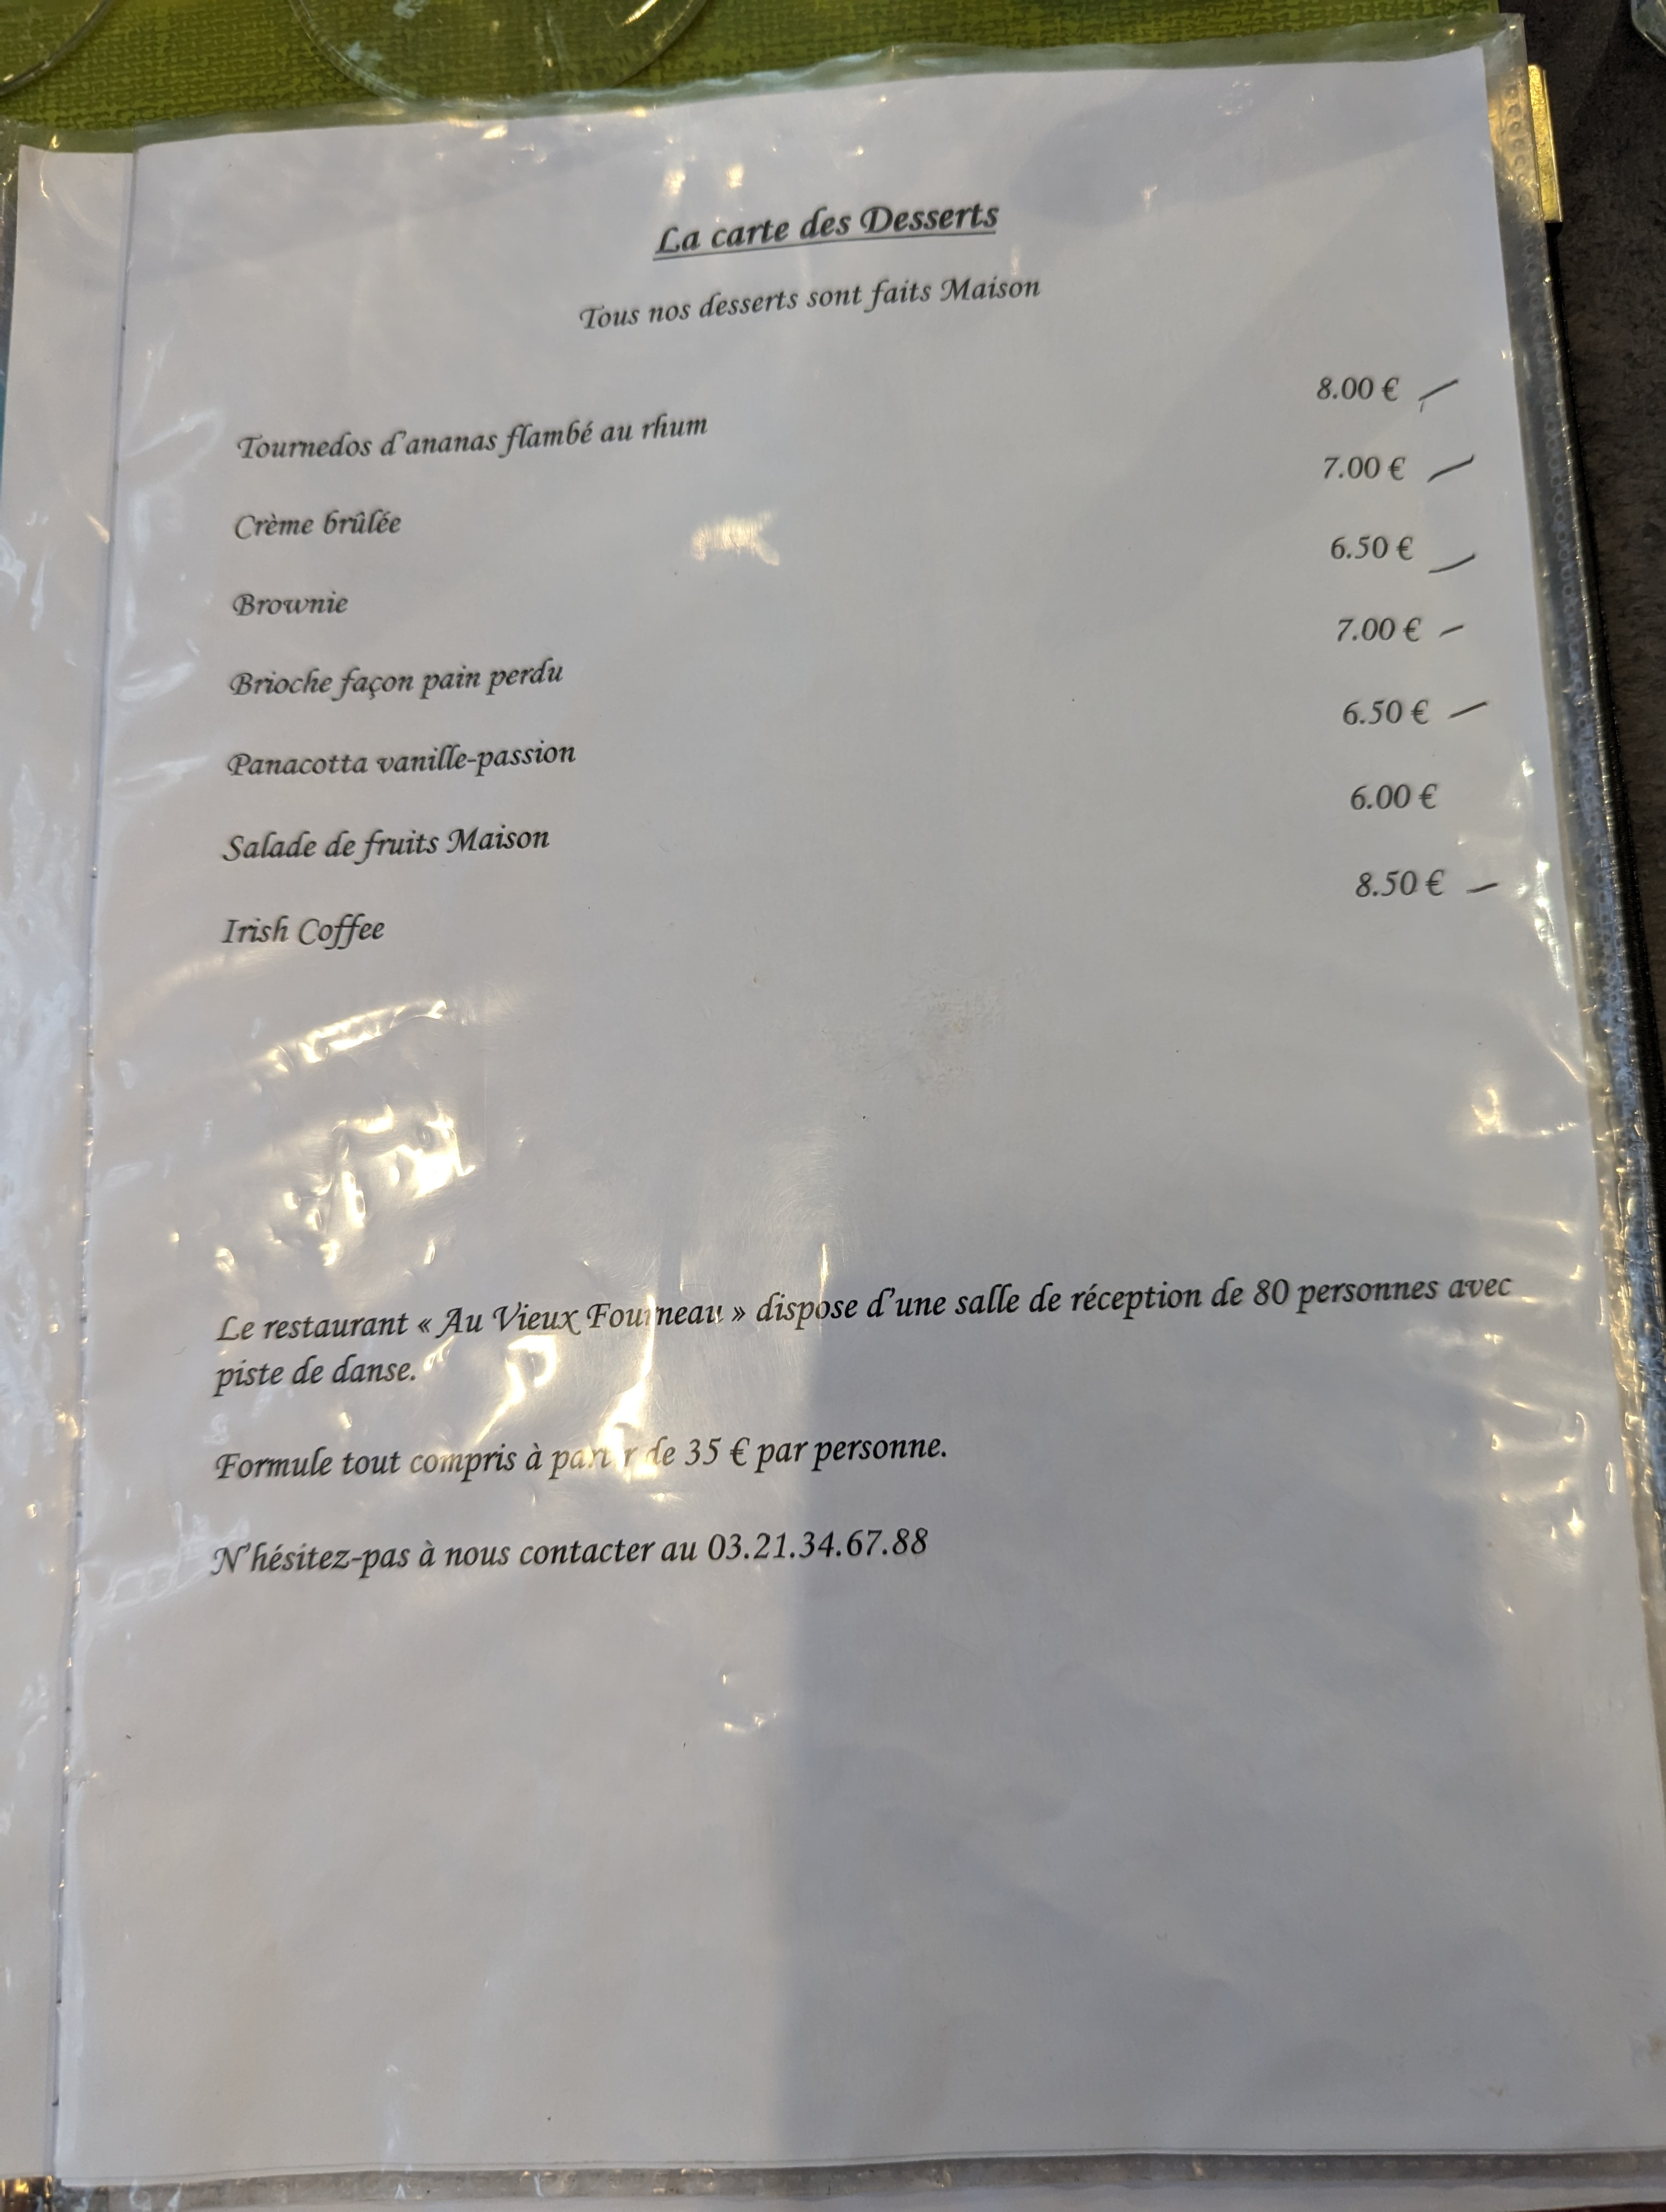 La carte des Desserts
Tous nos desserts sont faits Maison
Tournedos d'ananas flambé au rhum 8.00 €
Crème brûlée 7.00 €
Brownie 6.50 €
Brioche façon pain perdu 7.00 €
Panacotta vanille-passion 6.50 €
Salade de fruits Maison 6.00 €
Irish Coffee 8.50 €
Le restaurant « Au Vieux Fourneau » dispose d'une salle de réception de 80 personnes avec
piste de danse.
Formule tout compris à partir de 35 € par personne.
N'hésitez-pas à nous contacter au 03.21.34.67.88